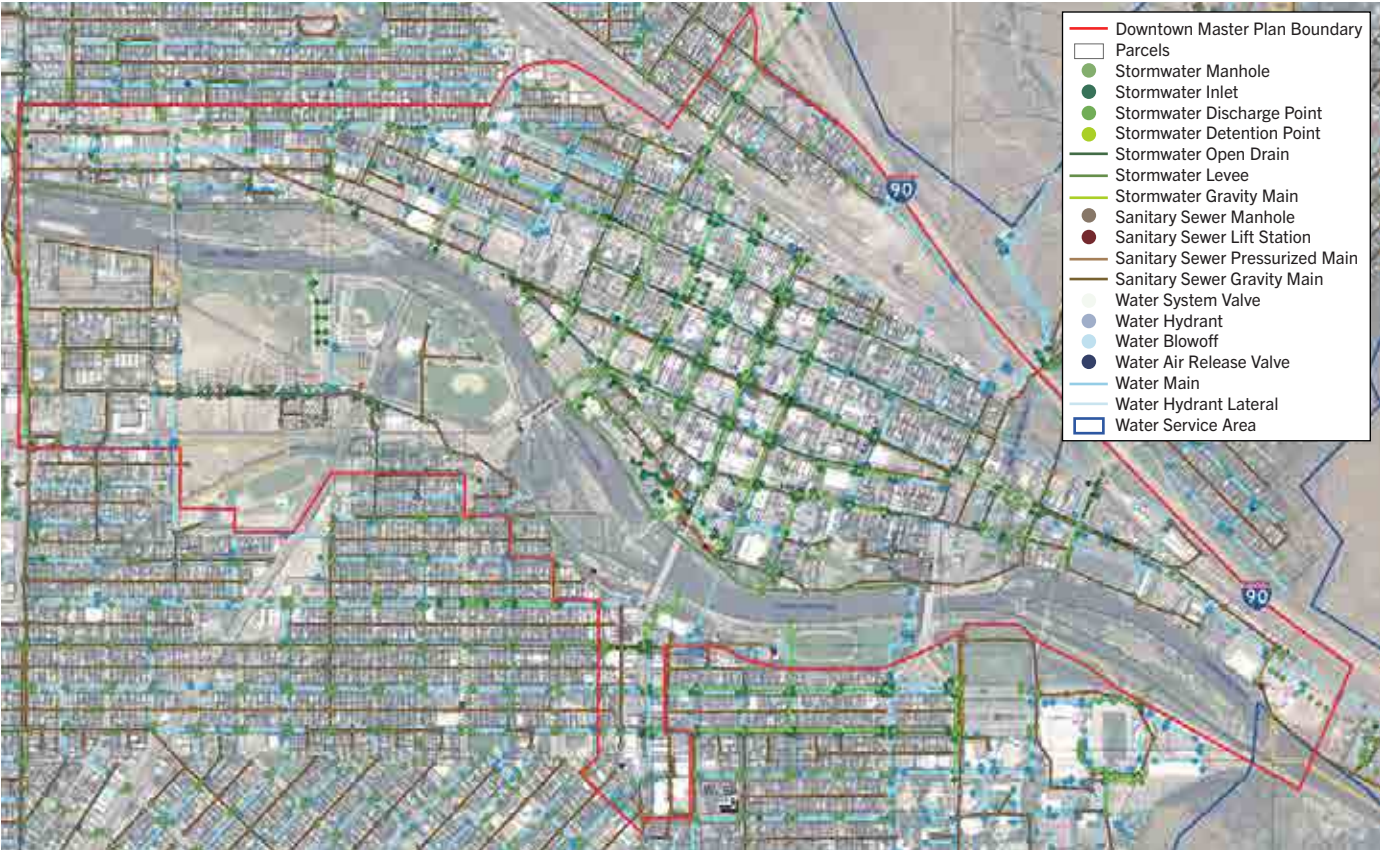 Downtown Master Plan Boundary
Parcels
Stormwater Manhole
Stormwater Inlet
Stormwater Discharge Point
Stormwater Detention Point
Stormwater Open Drain
Stormwater Levee
Stormwater Gravity Main
Sanitary Sewer Manhole
Sanitary Sewer Lift Station
Sanitary Sewer Pressurized Main
Sanitary Sewer Gravity Main
Water System Valve
Water Hydrant
Water Blowoff
Water Air Release Valve
Water Main
Water Hydrant Lateral
Water Service Area
90
90